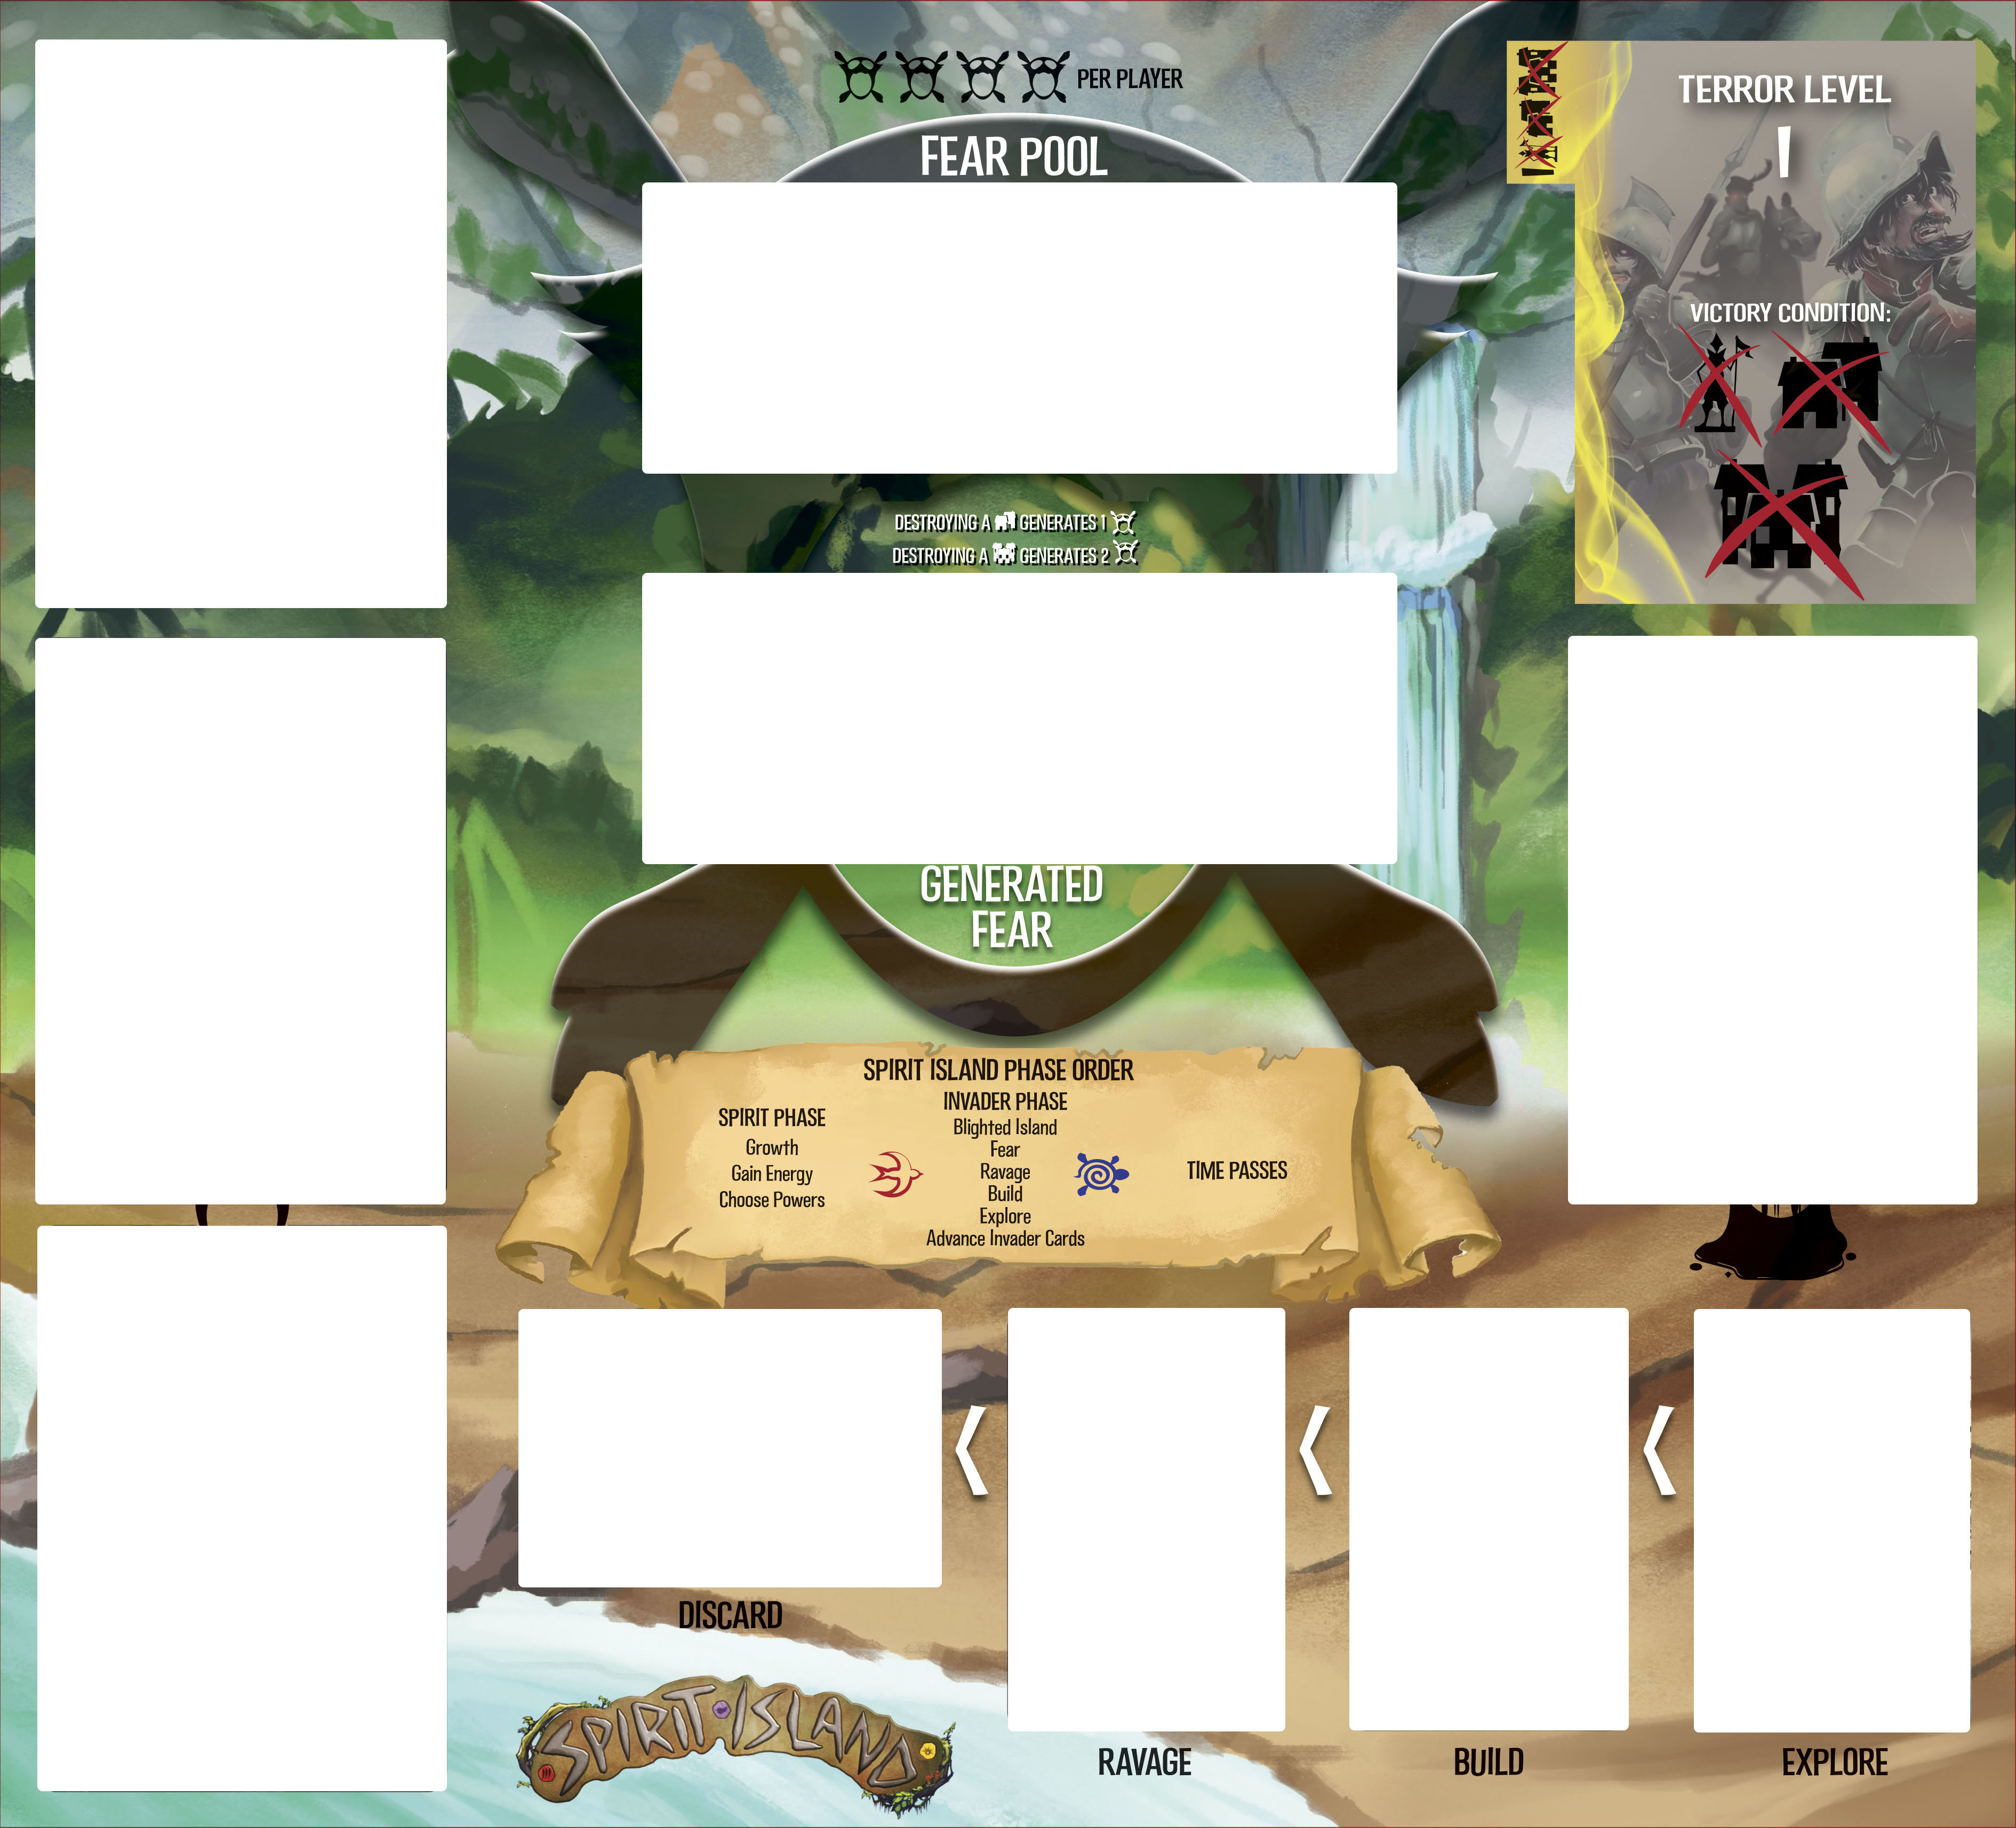 PER PLAYER
FEAR POOL
TERROR LEVEL
I
VICTORY CONDITION:
DESTROYING A GENERATES 1
DESTROYING A GENERATES 2
GENERATED
FEAR
SPIRIT ISLAND PHASE ORDER
SPIRIT PHASE
Growth
Gain Energy
Choose Powers
INVADER PHASE
Blighted Island
Fear
Ravage
Build
Explore
Advance Invader Cards
TIME PASSES
DISCARD
SPIRIT ISLAND
RAVAGE
BUILD
EXPLORE